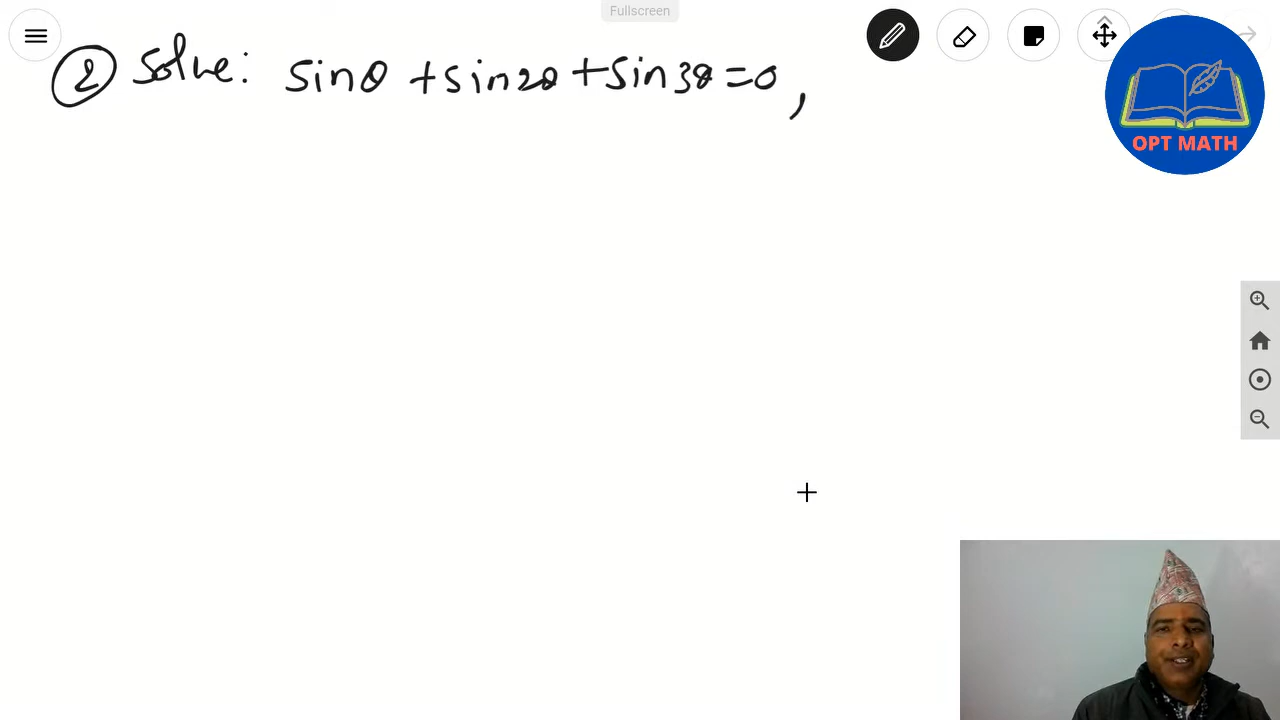 Fullscreen
② Solve: sinθ + sin2θ + sin3θ = 0,
OPT MATH